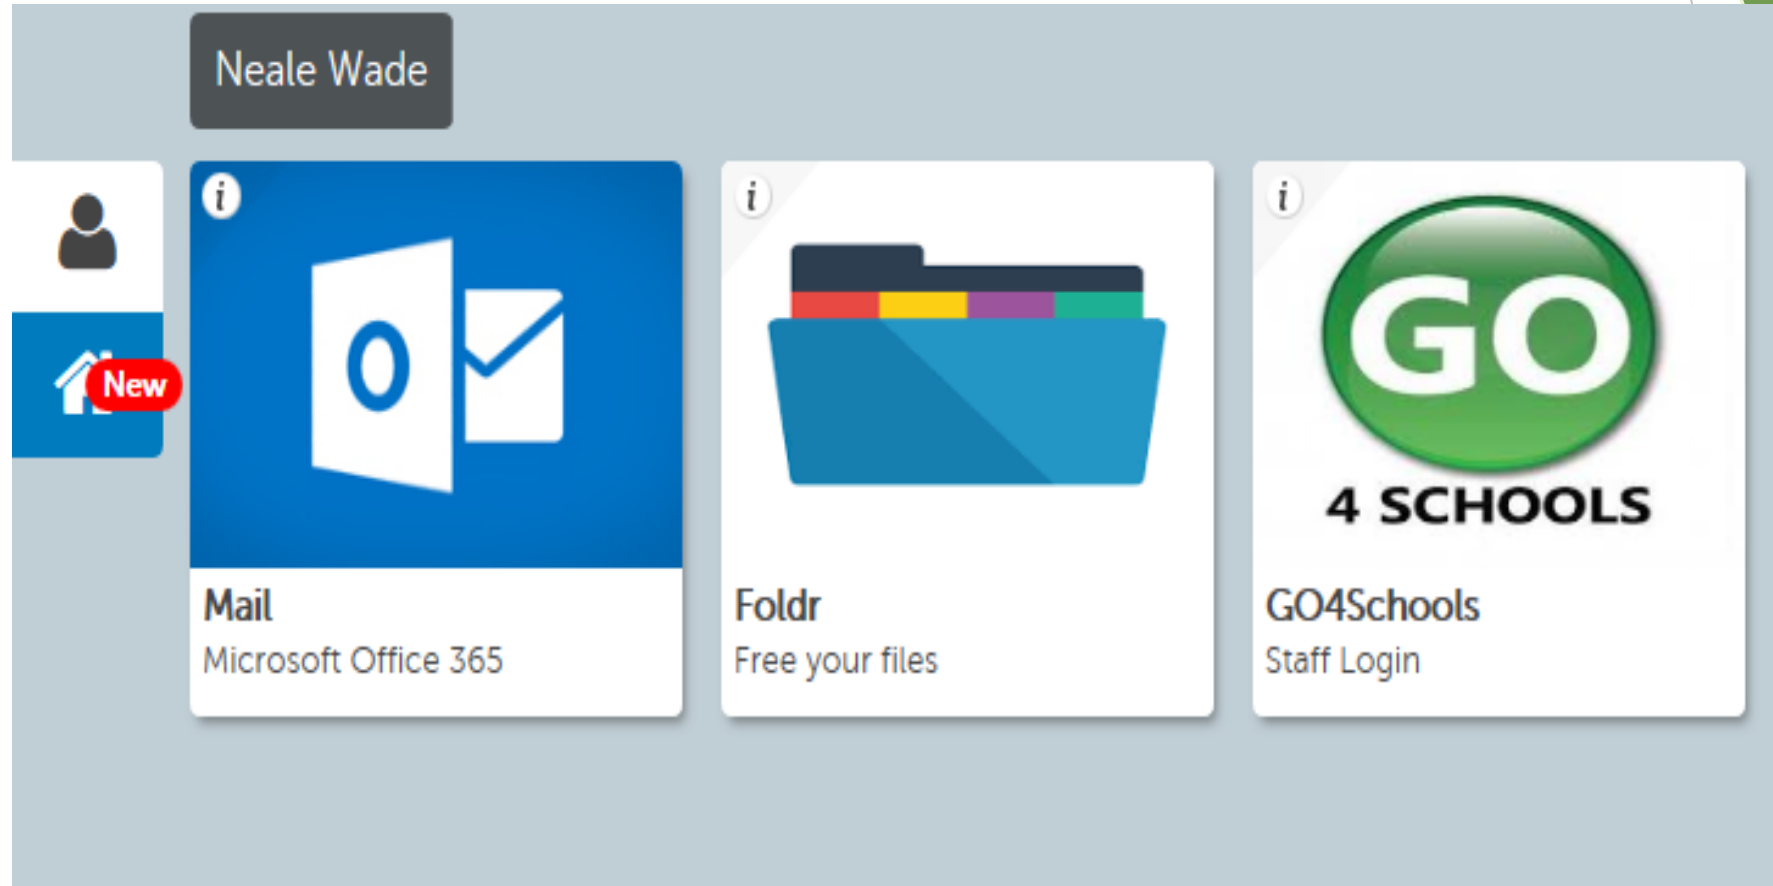 Neale Wade
New
i
i
i
GO
4 SCHOOLS
Mail
Microsoft Office 365
Foldr
Free your files
GO4Schools
Staff Login